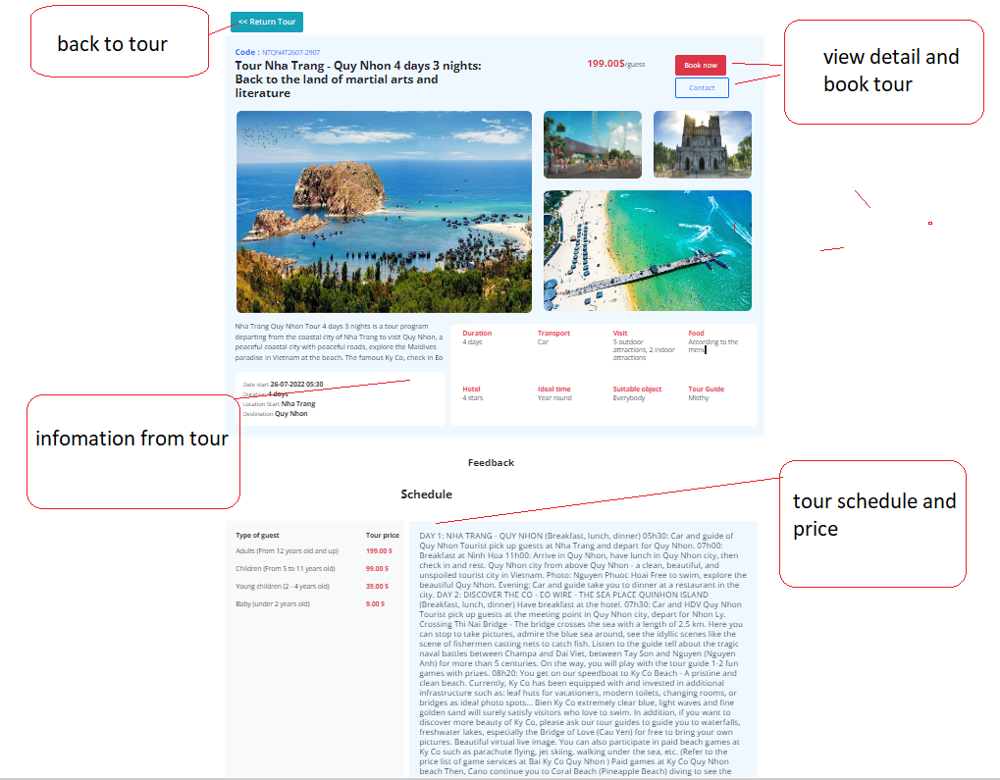 back to tour
<< Return Tour
Code : NTQN4T2607-2907
Tour Nha Trang - Quy Nhon 4 days 3 nights:
Back to the land of martial arts and
literature
199.00$/guess
Book now
Contact
view detail and
book tour
Nha Trang Quy Nhon Tour 4 days 3 nights is a tour program
departing from the coastal city of Nha Trang to visit Quy Nhon, a
peaceful coastal city with peaceful roads, explore the Maldives
paradise in Vietnam at the beach. The famous Ky Co, check in Eo
Duration
4 days
Transport
Car
Visit
5 outdoor
attractions, 2 indoor
attractions
Food
According to the
menu
Hotel
4 stars
Ideal time
Year round
Suitable object
Everybody
Tour Guide
Misthy
Date start 26-07-2022 05:30
Duration 4 days
Location Start Nha Trang
Destination Quy Nhon
infomation from tour
Feedback
Schedule
tour schedule and
price
Type of guest Tour price
Adults (From 12 years old and up) 199.00 $
Children (From 5 to 11 years old) 99.00 $
Young children (2 - 4 years old) 39.00 $
Baby (under 2 years old) 9.00 $
DAY 1: NHA TRANG - QUY NHON (Breakfast, lunch, dinner) 05h30: Car and guide of
Quy Nhon Tourist pick up guests at Nha Trang and depart for Quy Nhon. 07h00:
Breakfast at Ninh Hoa 11h00: Arrive in Quy Nhon, have lunch in Quy Nhon city, then
check in and rest. Quy Nhon city from above Quy Nhon - a clean, beautiful, and
unspoiled tourist city in Vietnam. Photo: Nguyen Phuoc Hoai Free to swim, explore the
beautiful Quy Nhon. Evening: Car and guide take you to dinner at a restaurant in the
city. DAY 2: DISCOVER THE CO - EO WIRE - THE SEA PLACE QUINHON ISLAND
(Breakfast, lunch, dinner) Have breakfast at the hotel. 07h30: Car and HDV Quy Nhon
Tourist pick up guests at the meeting point in Quy Nhon city, depart for Nhon Ly.
Crossing Thi Nai Bridge - The bridge crosses the sea with a length of 2.5 km. Here you
can stop to take pictures, admire the blue sea around, see the idyllic scenes like the
scene of fishermen casting nets to catch fish. Listen to the guide tell about the tragic
naval battles between Champa and Dai Viet, between Tay Son and Nguyen (Nguyen
Anh) for more than 5 centuries. On the way, you will play with the tour guide 1-2 fun
games with prizes. 08h20: You get on our speedboat to Ky Co Beach - A pristine and
clean beach. Currently, Ky Co has been equipped with and invested in additional
infrastructure such as: leaf huts for vacationers, modern toilets, changing rooms, or
bridges as ideal photo spots... Bien Ky Co extremely clear blue, light waves and fine
golden sand will surely satisfy visitors who love to swim. In addition, if you want to
discover more beauty of Ky Co, please ask our tour guides to guide you to waterfalls,
freshwater lakes, especially the Bridge of Love (Cau Yen) for free to bring your own
pictures. Beautiful virtual live image. You can also participate in paid beach games at
Ky Co such as parachute flying, jet skiing, walking under the sea, etc. (Refer to the
price list of game services at Bai Ky Co Quy Nhon ) Paid games at Ky Co Quy Nhon
beach Then, Cano continue you to Coral Beach (Pineapple Beach) diving to see the